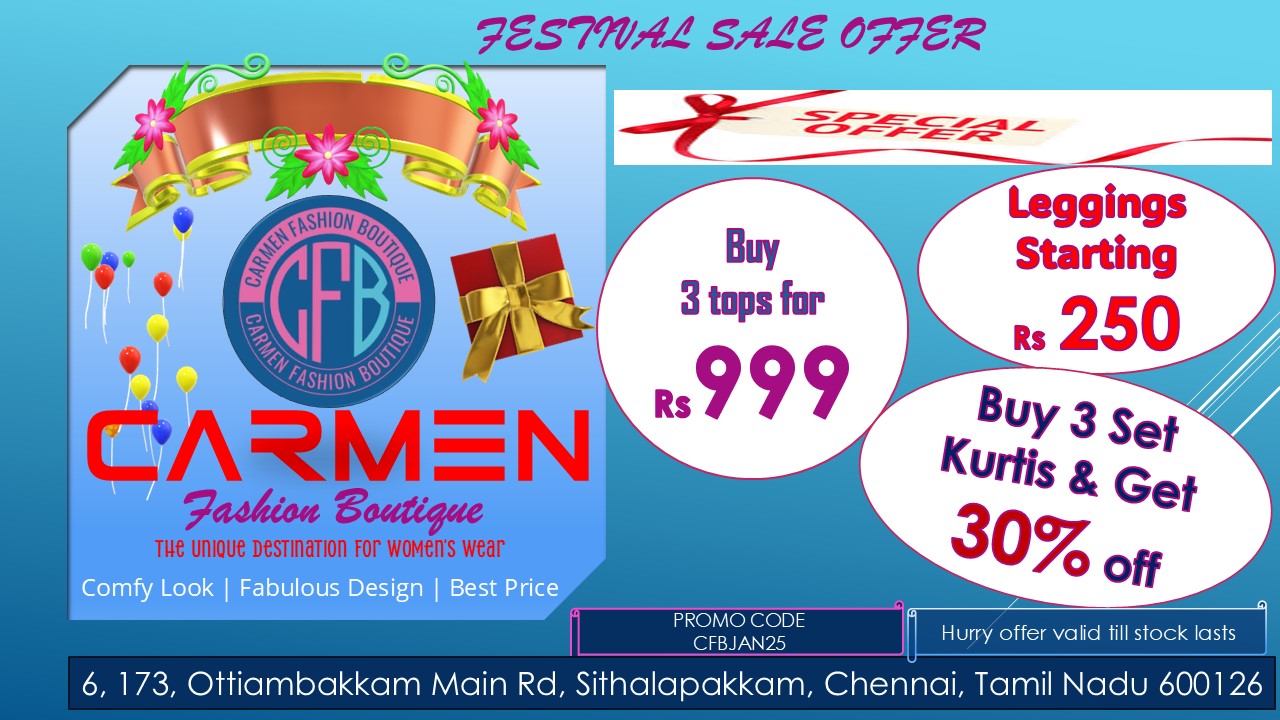 FESTIVAL SALE OFFER
SPECIAL
OFFER
CARMEN FASHION BOUTIQUE
CFB
CARMEN FASHION BOUTIQUE
CARMEN
Fashion Boutique
THE UNIQUE DESTINATION FOR WOMEN'S WEAR
Comfy Look | Fabulous Design | Best Price
Buy
3 tops for
Rs 999
Leggings
Starting
Rs 250
Buy 3 Set
Kurtis & Get
30% off
PROMO CODE
CFBJAN25
Hurry offer valid till stock lasts
6, 173, Ottiambakkam Main Rd, Sithalapakkam, Chennai, Tamil Nadu 600126